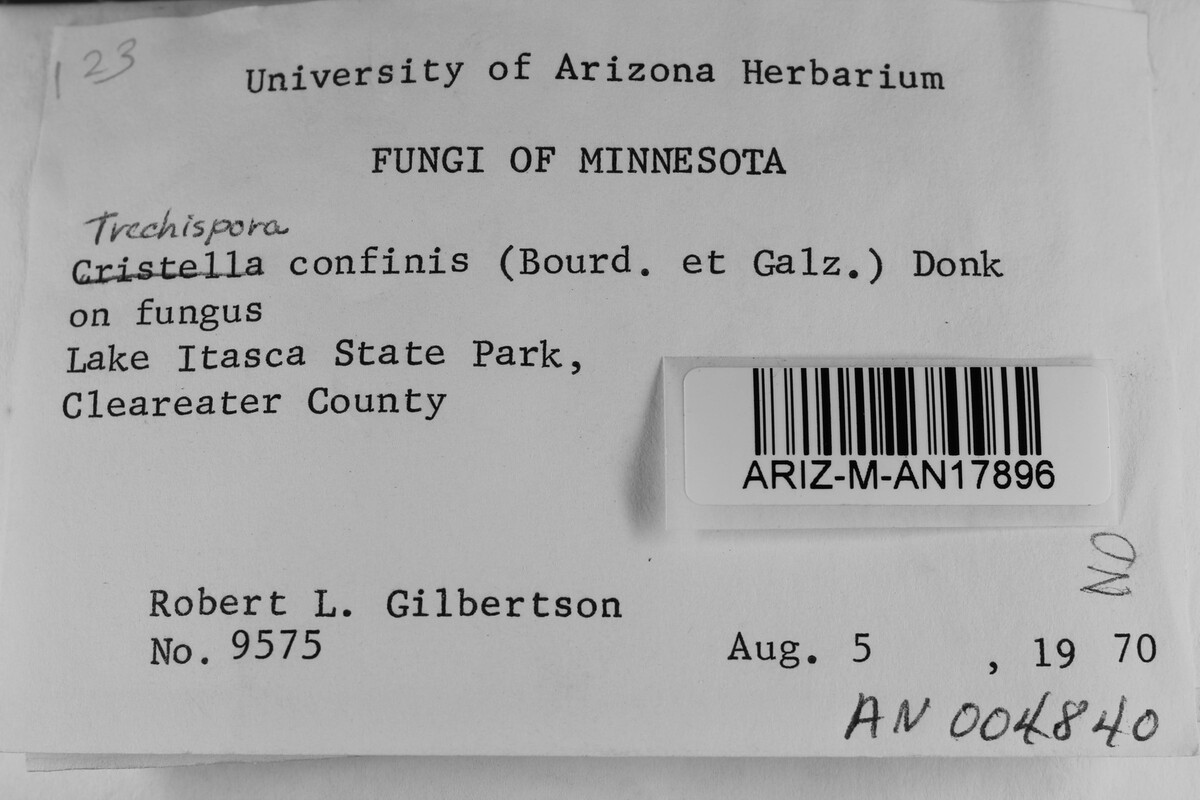 123
University of Arizona Herbarium
FUNGI OF MINNESOTA
Trechispora
Cristella confinis (Bourd. et Galz.) Donk
on fungus
Lake Itasca State Park,
Cleareater County
ARIZ-M-AN17896
ND
Robert L. Gilbertson
No. 9575
Aug. 5 , 19 70
AN 004840